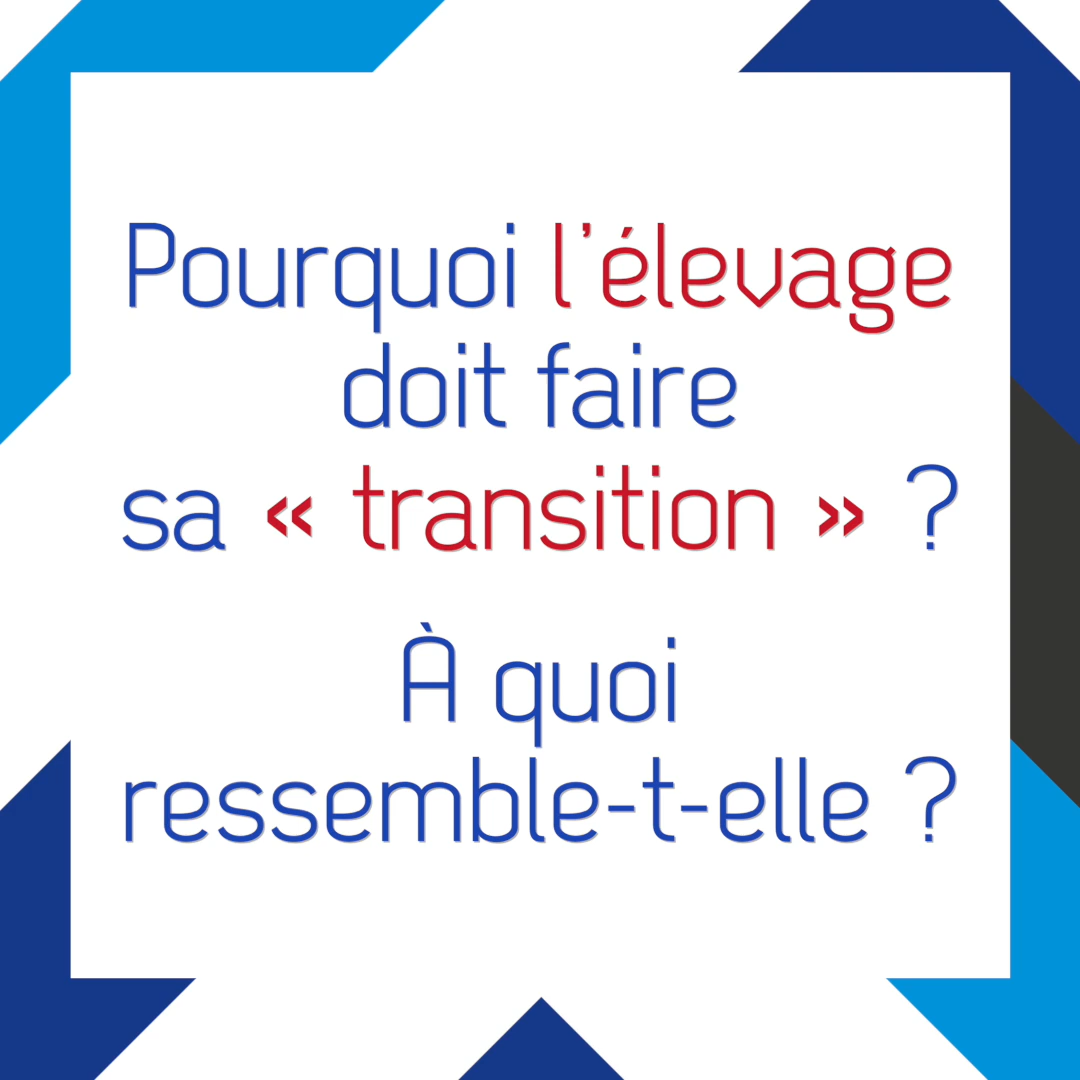 Pourquoi l'élevage
doit faire
sa « transition » ?
À quoi
ressemble-t-elle ?